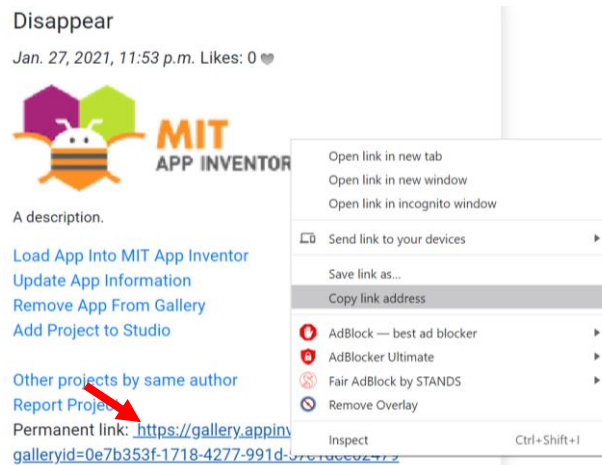 Disappear
Jan. 27, 2021, 11:53 p.m. Likes: 0
MIT
APP INVENTOR
A description.
Load App Into MIT App Inventor
Update App Information
Remove App From Gallery
Add Project to Studio
Other projects by same author
Report Project
Permanent link: https://gallery.appinv
galleryid=0e7b353f-1718-4277-991d-
Open link in new tab
Open link in new window
Open link in incognito window
Send link to your devices
Save link as...
Copy link address
AdBlock — best ad blocker
AdBlocker Ultimate
Fair AdBlock by STANDS
Remove Overlay
Inspect Ctrl+Shift+I